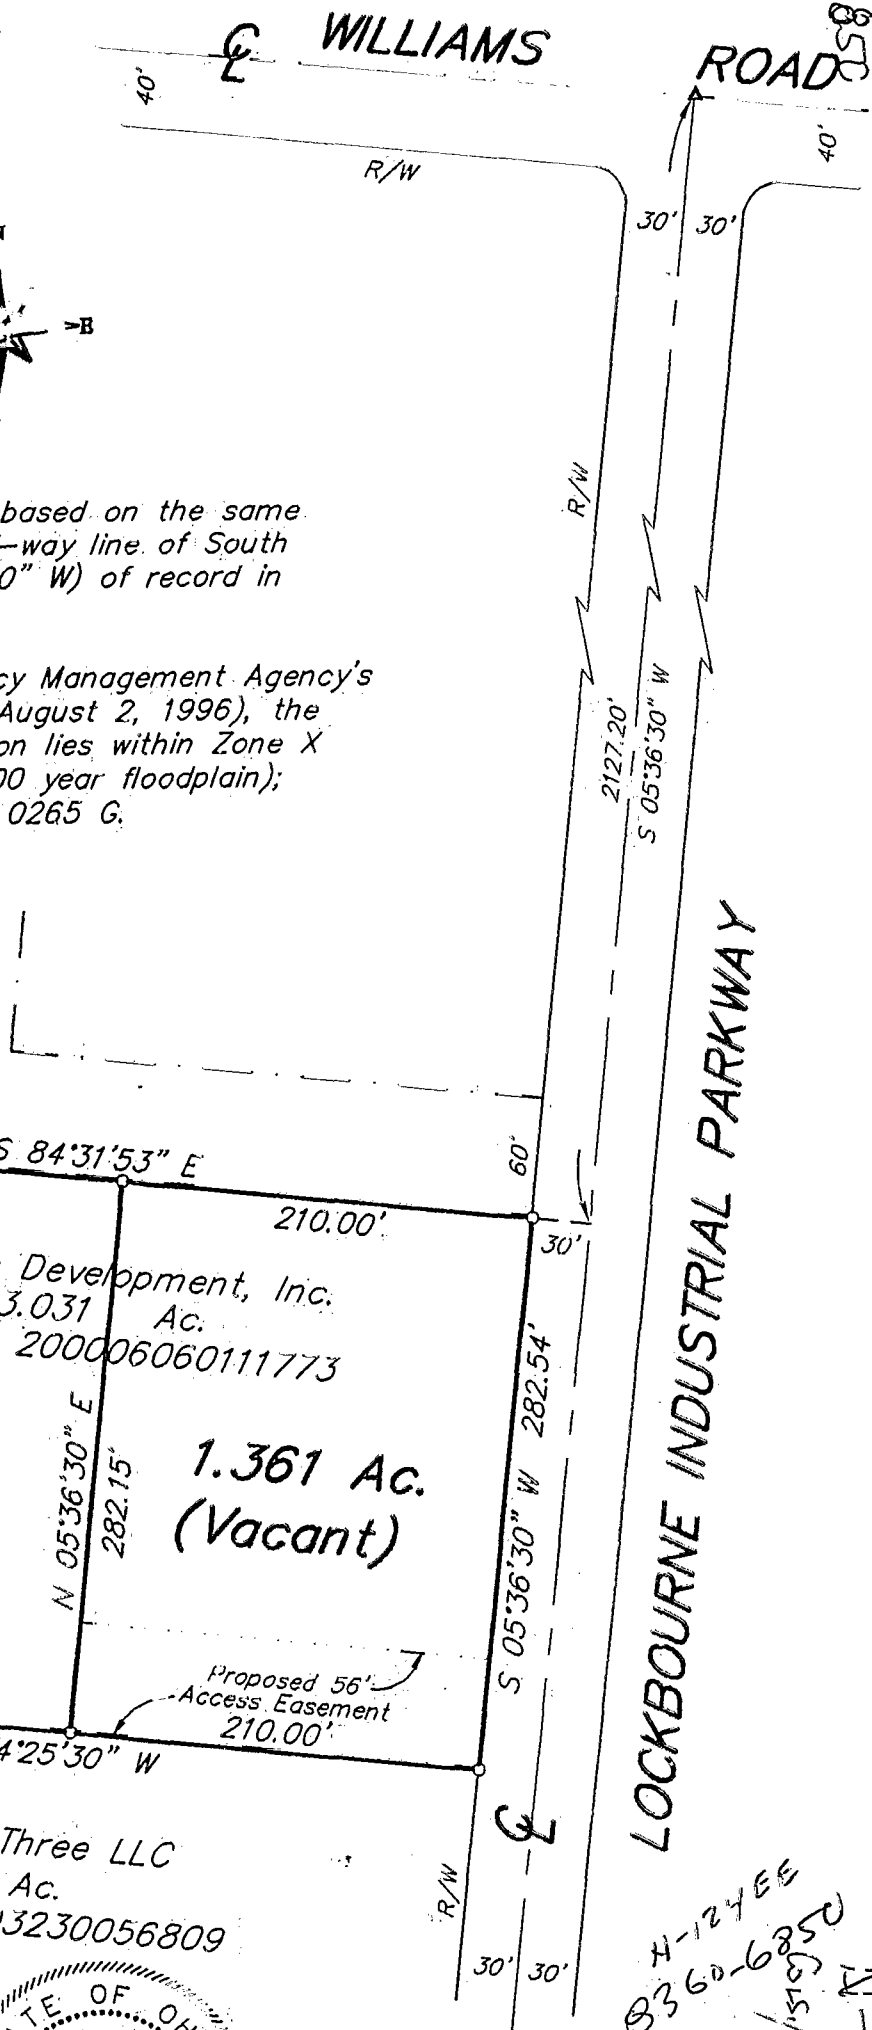 WILLIAMS ROAD
40'
R/W
40'
30' 30'
E
based on the same
-way line of South
0" W) of record in
R/W
cy Management Agency's
August 2, 1996), the
on lies within Zone X
00 year floodplain);
0265 G.
2127.20'
S 05°36'30" W
LOCKBOURNE INDUSTRIAL PARKWAY
60'
S 84°31'53" E
210.00'
30'
Development, Inc.
3.031 Ac.
200006060111773
282.54'
S 05°36'30" W
N 05°36'30" E
282.15'
1.361 Ac.
(Vacant)
Proposed 56'
Access Easement
210.00'
4°25'30" W
Three LLC
Ac.
03230056809
R/W
30' 30'
TE OF OH